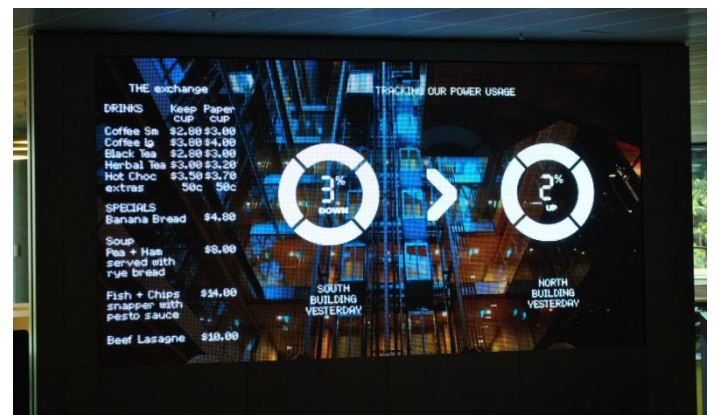 THE exchange
DRINKS Keep Paper
cup cup
Coffee Sm $2.80 $3.00
Coffee lg $3.80 $4.00
Black Tea $2.80 $3.00
Herbal Tea $3.00 $3.20
Hot Choc $3.50 $3.70
extras 50c 50c
SPECIALS
Banana Bread $4.80
Soup
Pea + Ham $8.00
served with
rye bread
Fish + Chips $14.00
snapper with
pesto sauce
Beef Lasagne $10.00
TRACKING OUR POWER USAGE
3%
DOWN
SOUTH
BUILDING
YESTERDAY
2%
UP
NORTH
BUILDING
YESTERDAY